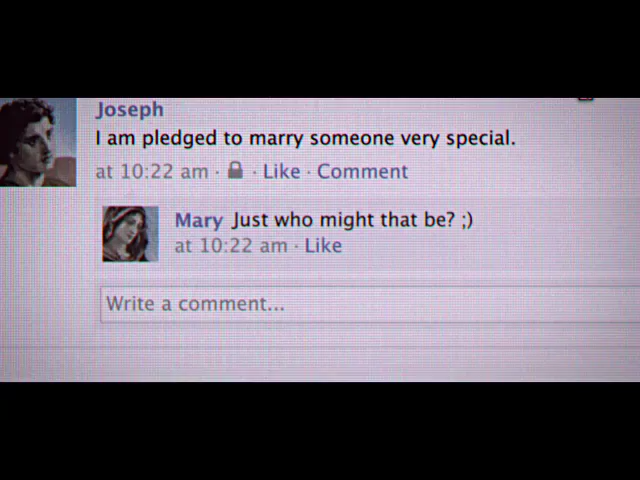 Joseph
I am pledged to marry someone very special.
at 10:22 am · Like · Comment
Mary Just who might that be? ;)
at 10:22 am · Like
Write a comment...